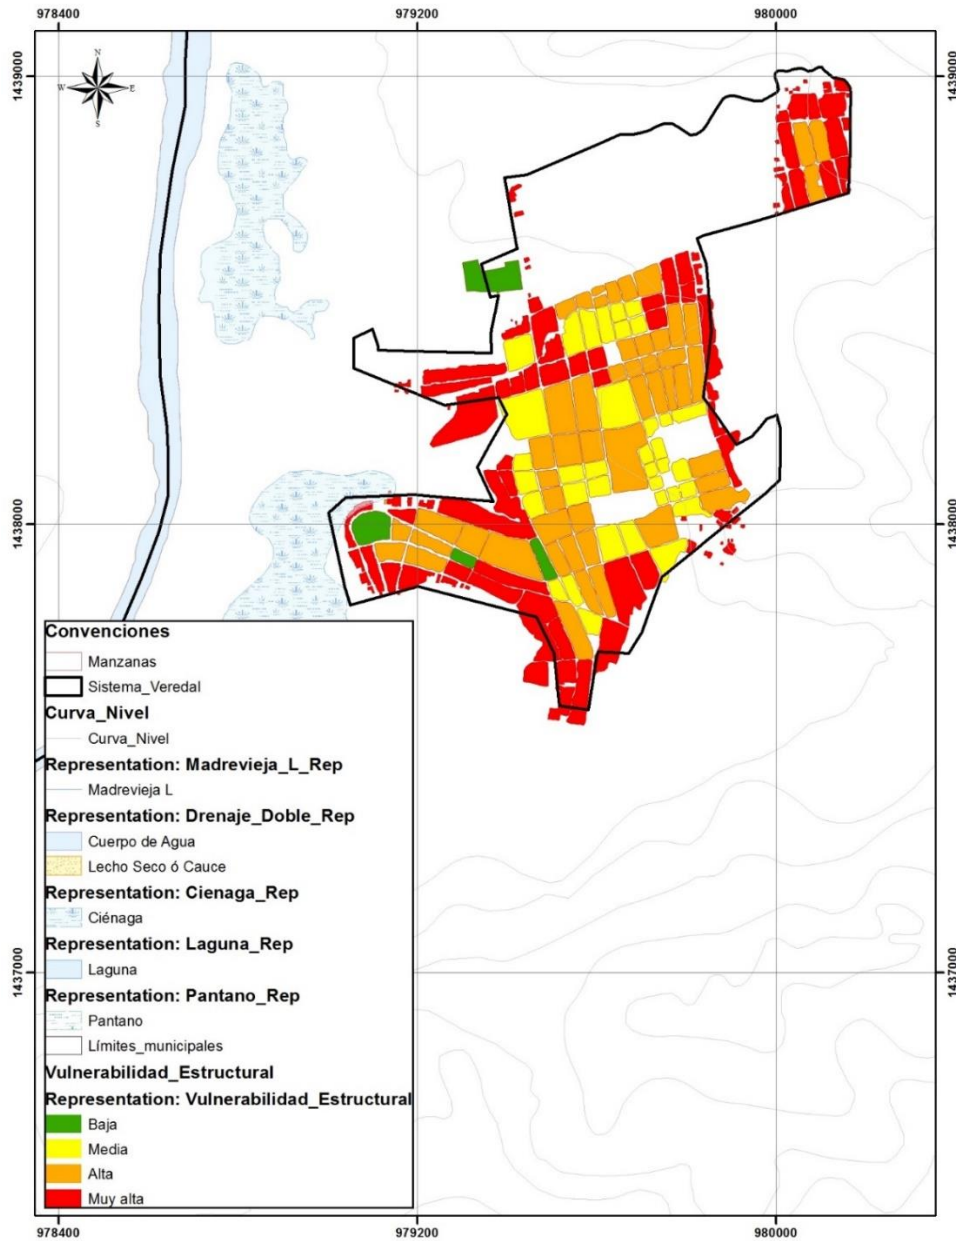 978400 979200 980000
1439000 1439000
N
W E
S
1438000 1438000
Convenciones
Manzanas
Sistema_Veredal
Curva_Nivel
Curva_Nivel
Representation: Madrevieja_L_Rep
Madrevieja L
Representation: Drenaje_Doble_Rep
Cuerpo de Agua
Lecho Seco ó Cauce
Representation: Cienaga_Rep
Ciénaga
Representation: Laguna_Rep
Laguna
1437000 1437000
Representation: Pantano_Rep
Pantano
Límites_municipales
Vulnerabilidad_Estructural
Representation: Vulnerabilidad_Estructural
Baja
Media
Alta
Muy alta
978400 979200 980000